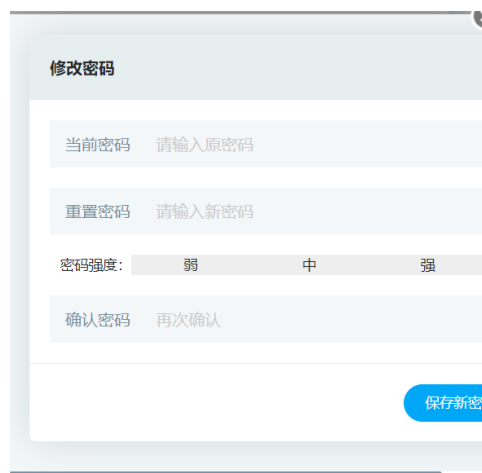 修改密码
当前密码 请输入原密码
重置密码 请输入新密码
密码强度： 弱 中 强
确认密码 再次确认
保存新密